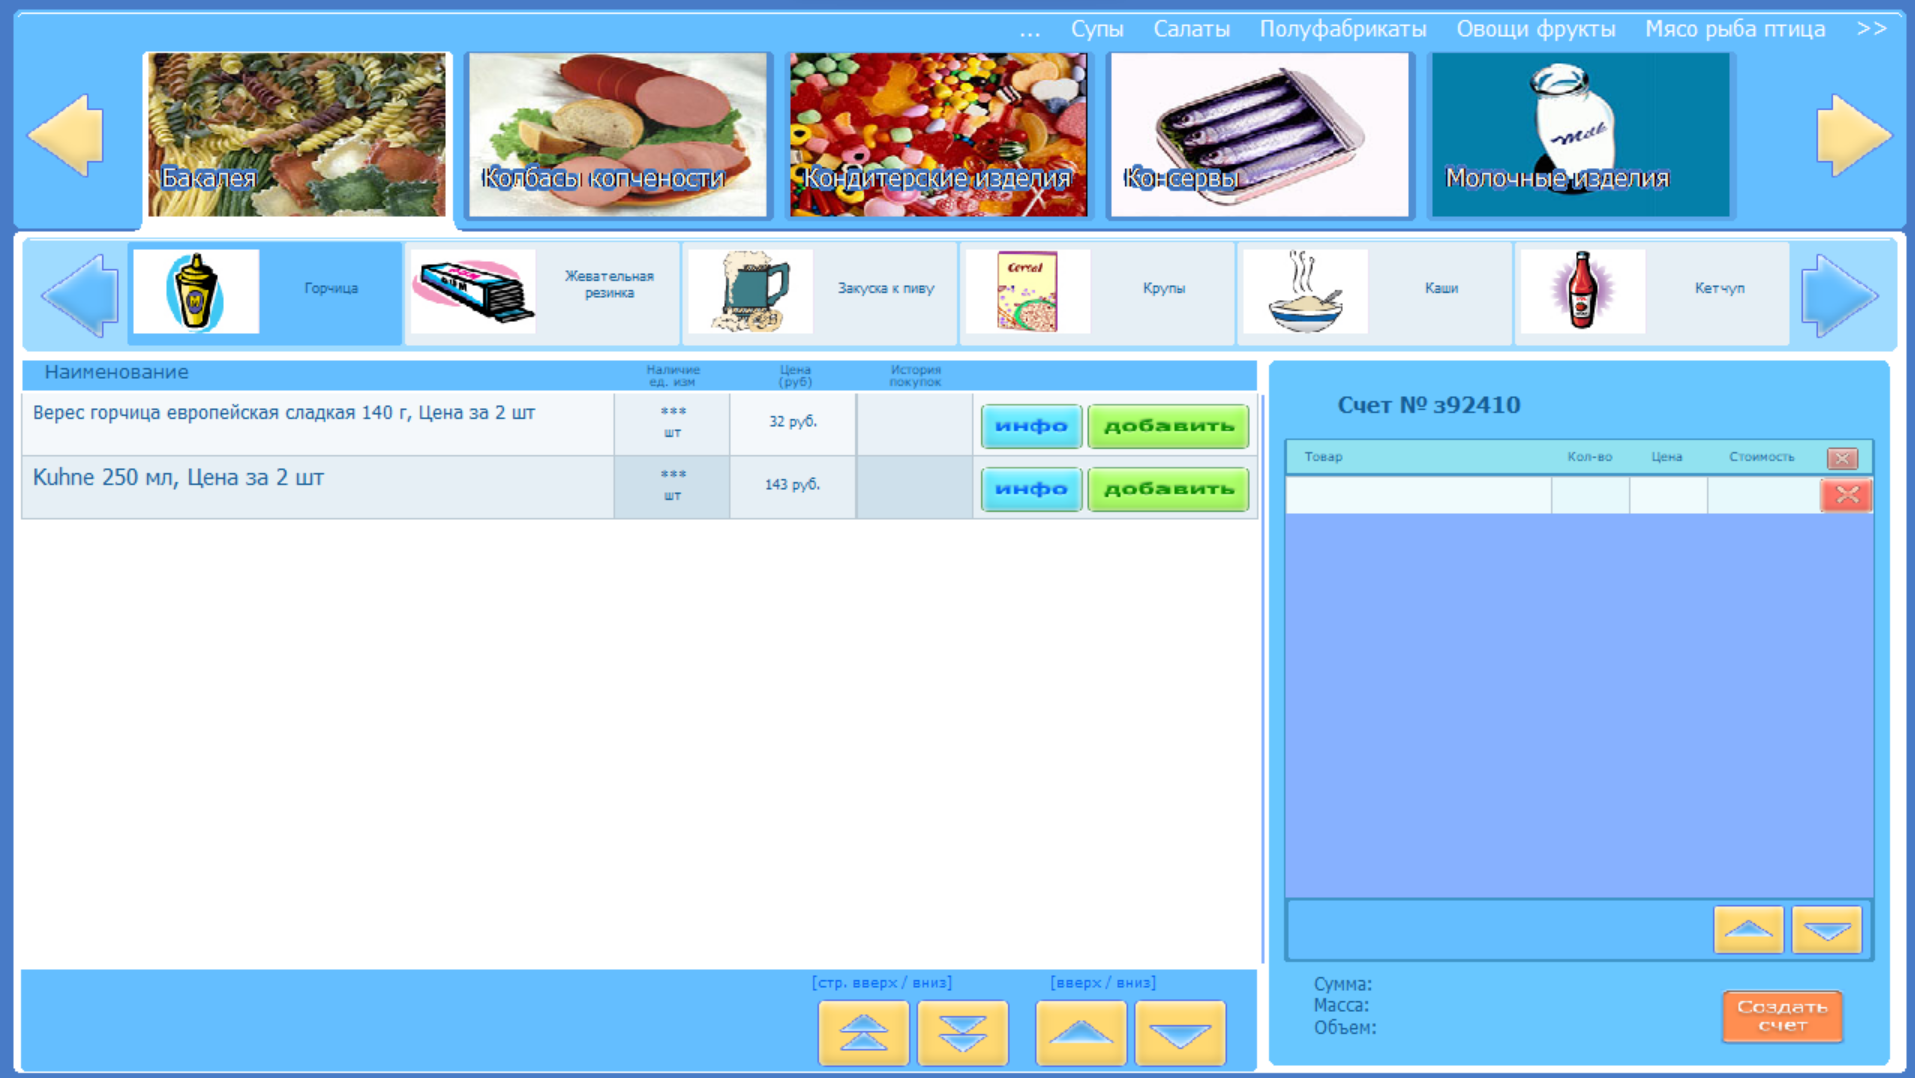 ... Супы Салаты Полуфабрикаты Овощи фрукты Мясо рыба птица >>
Бакалея
Колбасы копчености
Кондитерские изделия
Консервы
Milk
Молочные изделия
M
Горчица
GUM
Жевательная
резинка
Закуска к пиву
Cereal
Крупы
Каши
Кетчуп
Наименование
Наличие
ед. изм
Цена
(руб)
История
покупок
Верес горчица европейская сладкая 140 г, Цена за 2 шт
***
шт
32 руб.
инфо
добавить
Kuhne 250 мл, Цена за 2 шт
***
шт
143 руб.
инфо
добавить
[стр. вверх / вниз]
[вверх / вниз]
Счет № з92410
Товар Кол-во Цена Стоимость
Сумма:
Масса:
Объем:
Создать
счет